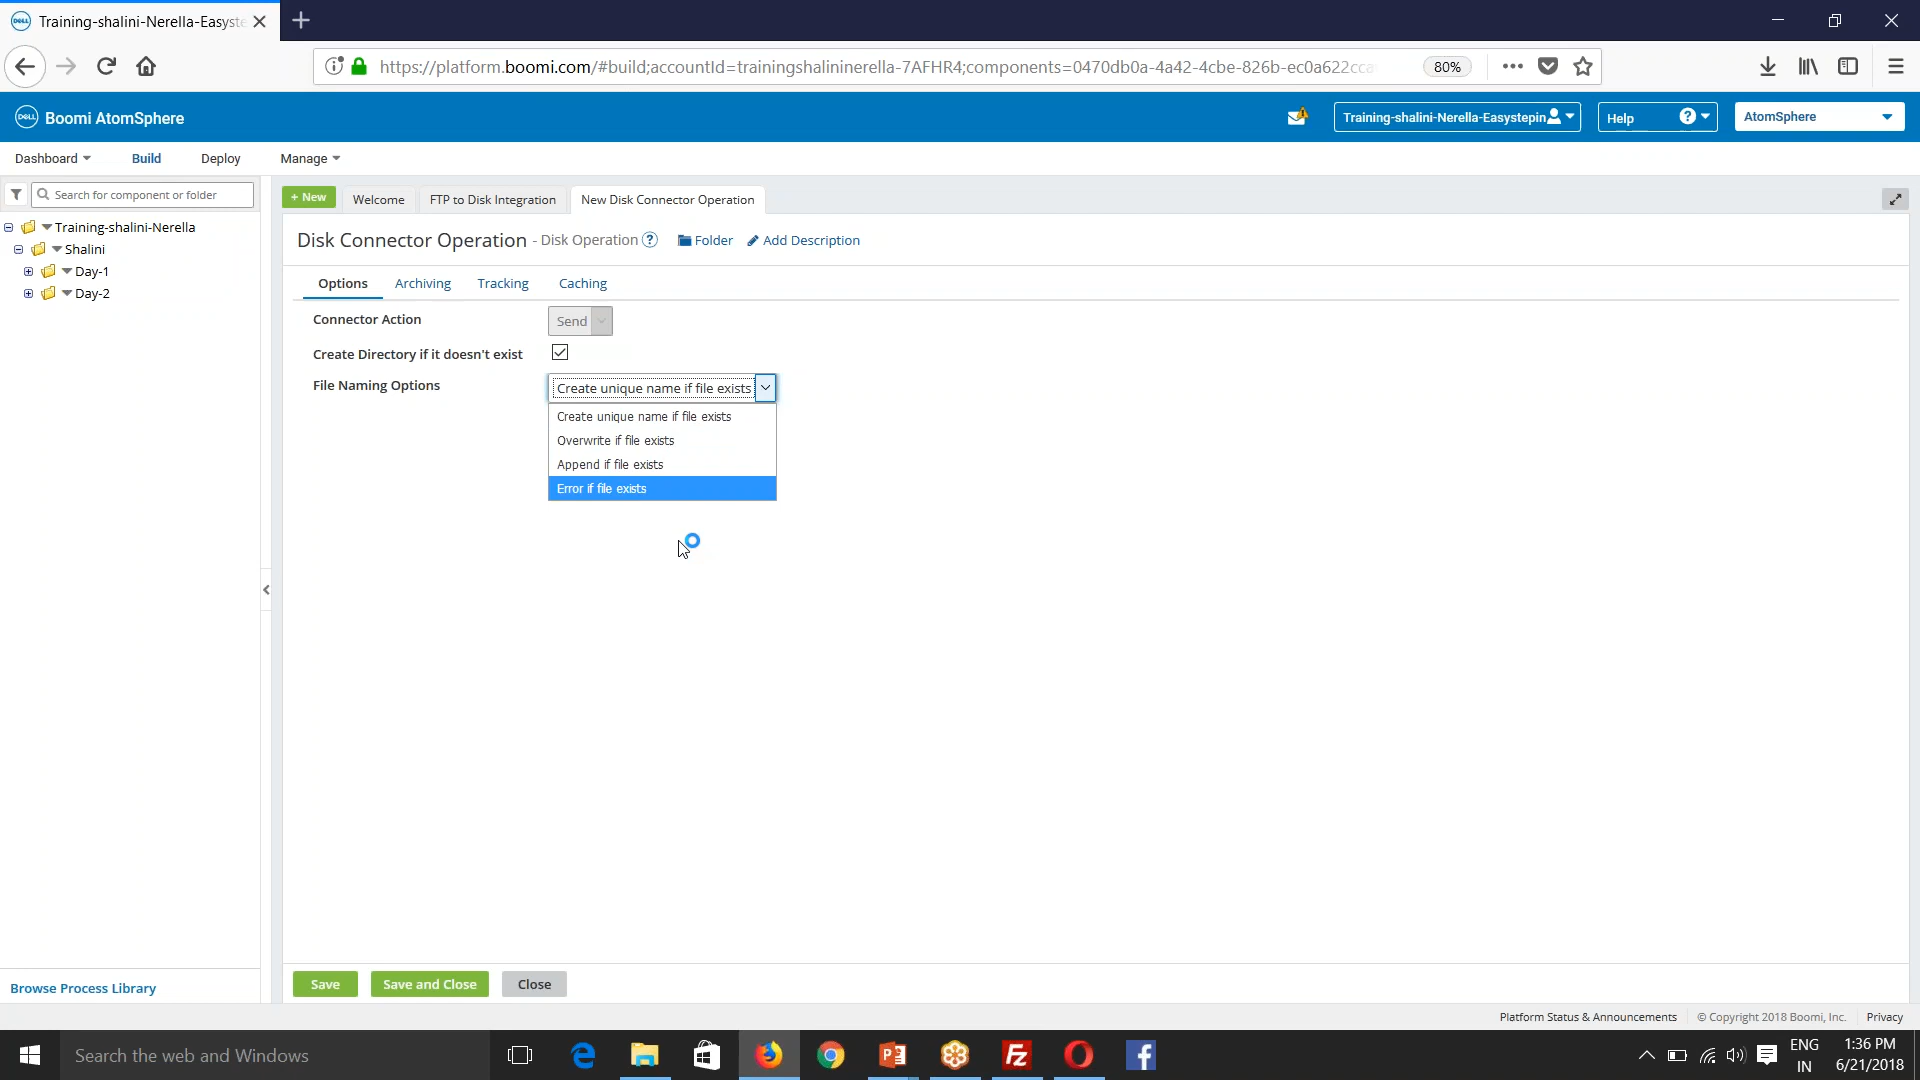 Training-shalini-Nerella-Easyste
https://platform.boomi.com/#build;accountId=trainingshalininerella-7AFHR4;components=0470db0a-4a42-4cbe-826b-ec0a622cca
80%
DELL Boomi AtomSphere
Training-shalini-Nerella-Easystepin
Help
AtomSphere
Dashboard
Build
Deploy
Manage
Search for component or folder
+ New
Welcome
FTP to Disk Integration
New Disk Connector Operation
Training-shalini-Nerella
Shalini
Day-1
Day-2
Disk Connector Operation - Disk Operation
Folder
Add Description
Options
Archiving
Tracking
Caching
Connector Action
Send
Create Directory if it doesn't exist
File Naming Options
Create unique name if file exists
Create unique name if file exists
Overwrite if file exists
Append if file exists
Error if file exists
Save
Save and Close
Close
Browse Process Library
Platform Status & Announcements
© Copyright 2018 Boomi, Inc.
Privacy
Search the web and Windows
ENG
IN
1:36 PM
6/21/2018